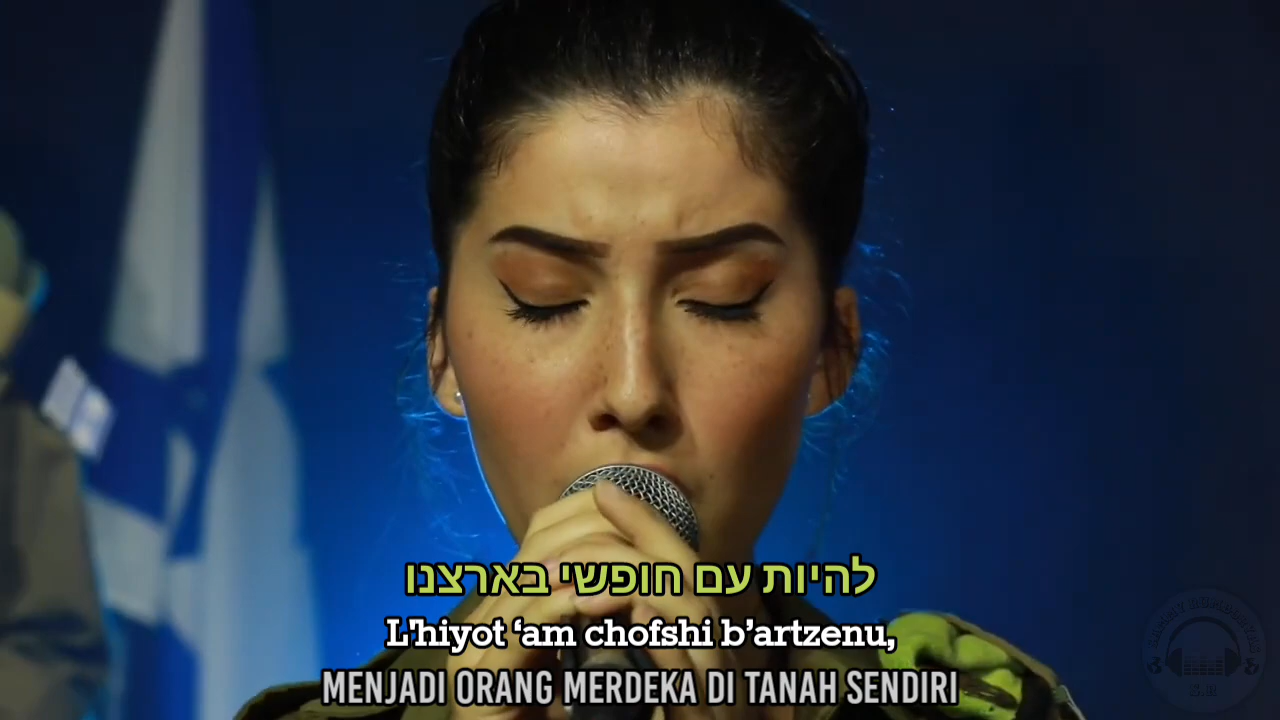 להיות עם חופשי בארצנו
L'hiyot ‘am chofshi b’artzenu,
MENJADI ORANG MERDEKA DI TANAH SENDIRI